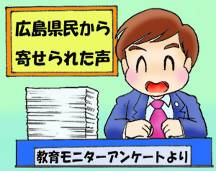 広島県民から
寄せられた声
教育モニターアンケートより